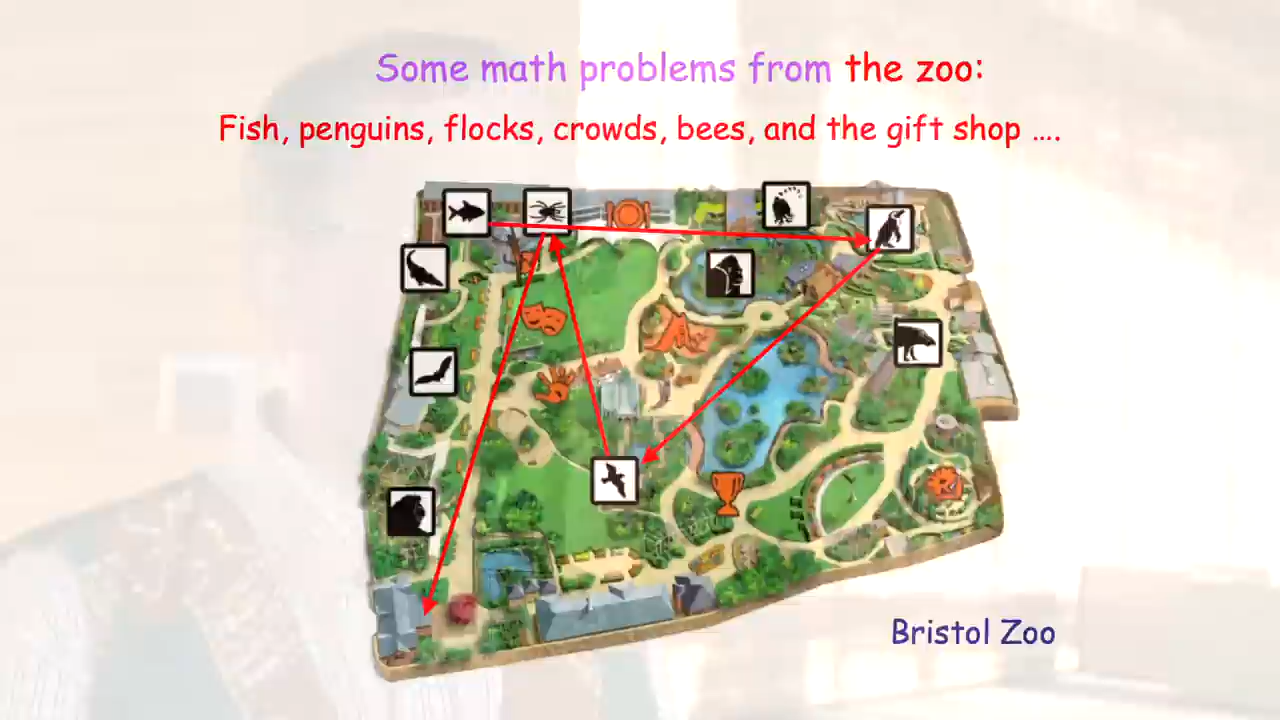 Some math problems from the zoo:
Fish, penguins, flocks, crowds, bees, and the gift shop ....
Bristol Zoo